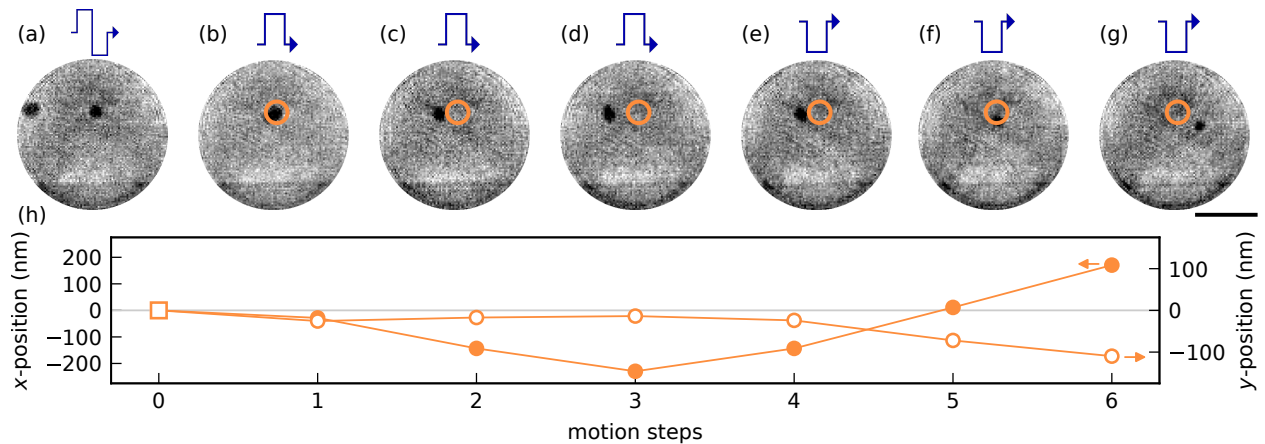 (a) (b) (c) (d) (e) (f) (g)
(h)
x-position (nm)
200
100
0
−100
−200
100
0
−100
y-position (nm)
0 1 2 3 4 5 6
motion steps